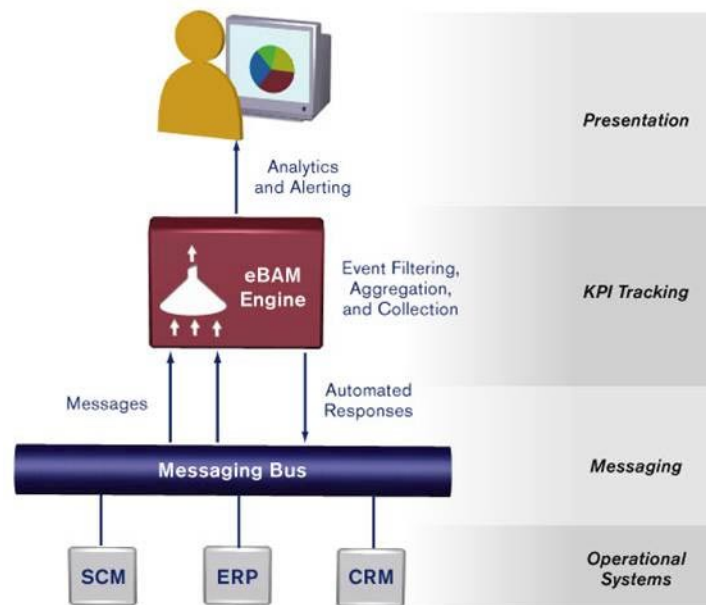 Presentation
Analytics
and Alerting
eBAM
Engine
Event Filtering,
Aggregation,
and Collection
KPI Tracking
Messages
Automated
Responses
Messaging Bus
Messaging
SCM
ERP
CRM
Operational
Systems